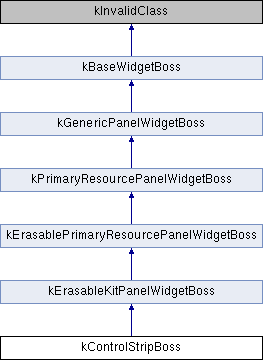 kInvalidClass
kBaseWidgetBoss
kGenericPanelWidgetBoss
kPrimaryResourcePanelWidgetBoss
kErasablePrimaryResourcePanelWidgetBoss
kErasableKitPanelWidgetBoss
kControlStripBoss